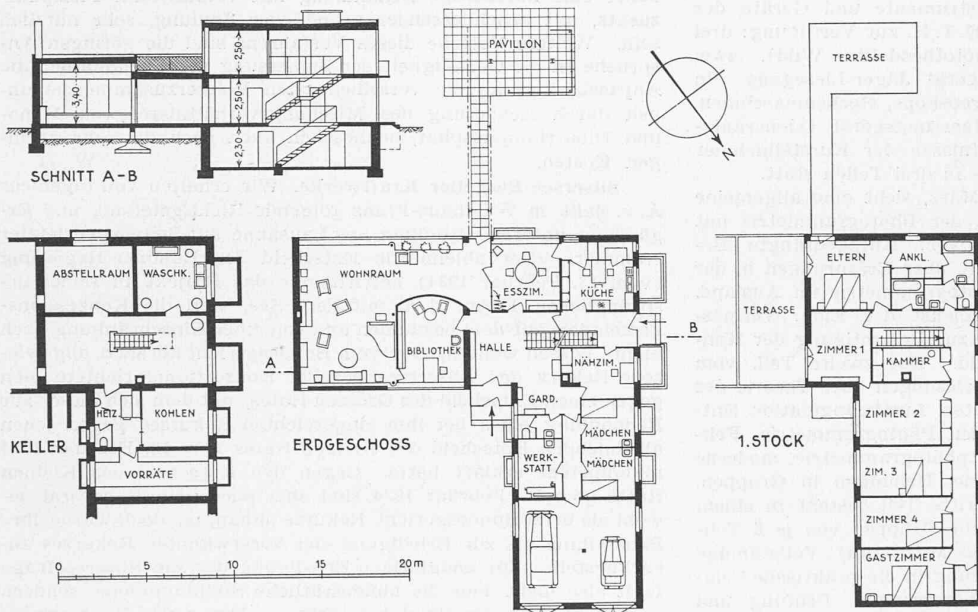 3,40
5,50
2,50
2,30
SCHNITT A-B
PAVILLON
N
TERRASSE
ABSTELLRAUM
WASCHK.
HEIZ.
KOHLEN
VORRÄTE
KELLER
WOHNRAUM
BIBLIOTHEK
ESSZIM.
KÜCHE
HALLE
NÄHZIM.
A
B
GARD.
WERK-
STATT
MÄDCHEN
MÄDCHEN
ERDGESCHOSS
TERRASSE
ELTERN
ANKL.
ZIMMER 1
KAMMER
ZIMMER 2
ZIM. 3
ZIMMER 4
GASTZIMMER
1.STOCK
5
10
15
20 m